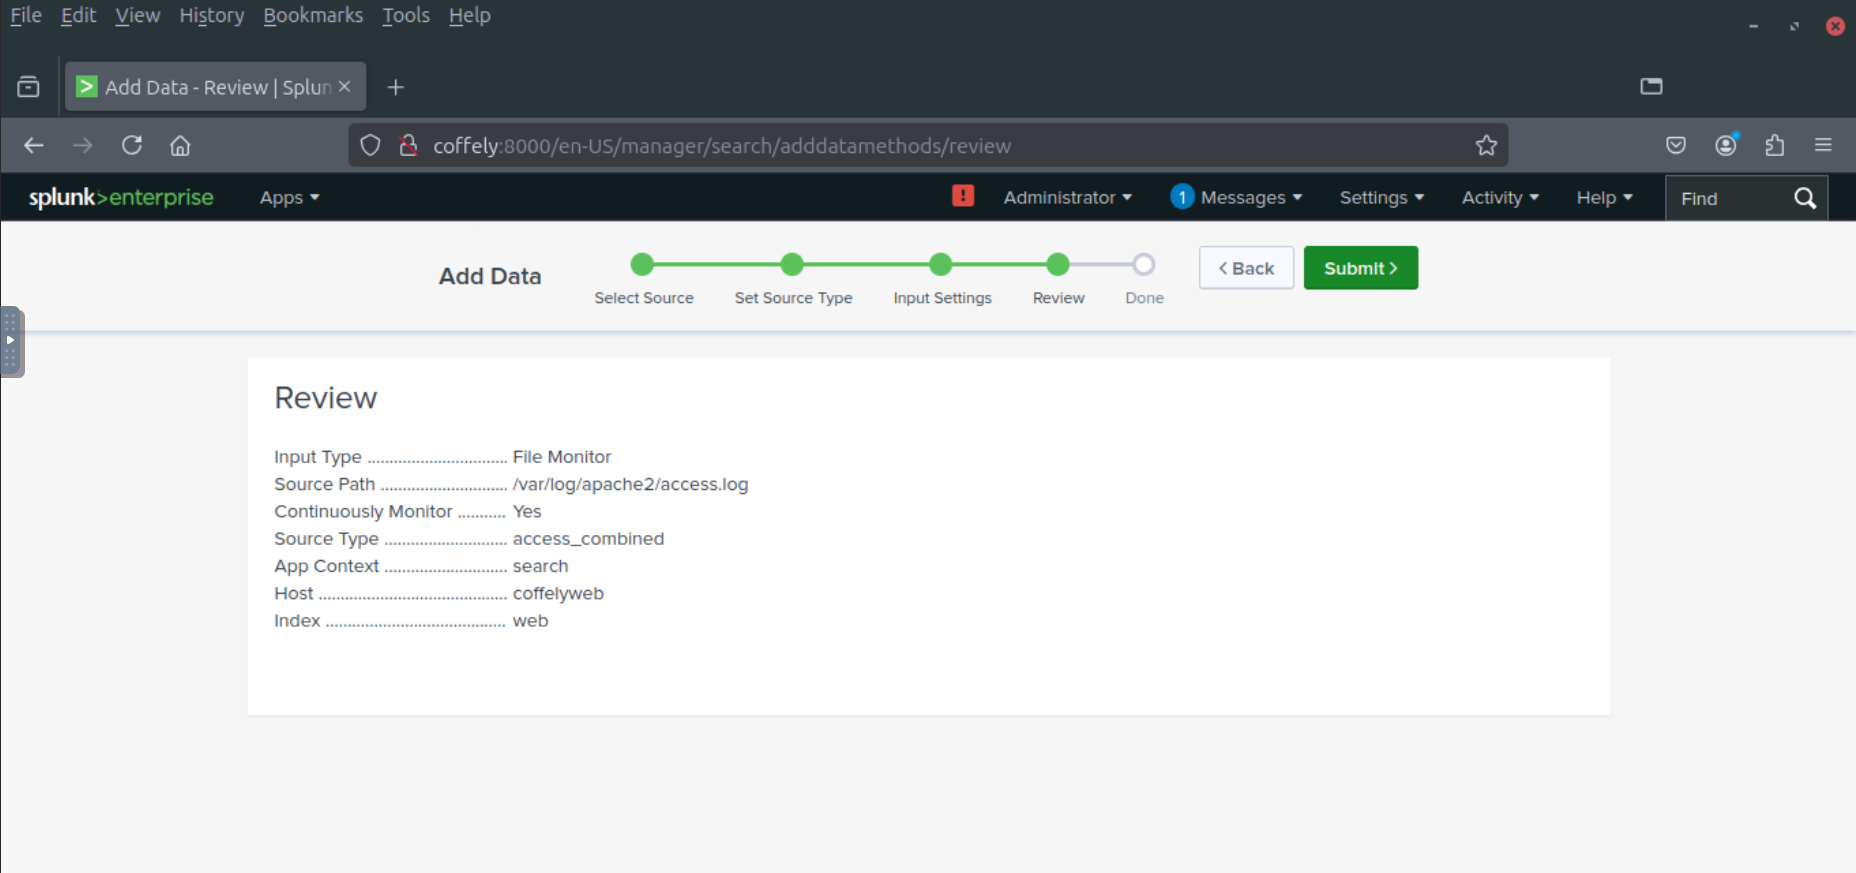 File Edit View History Bookmarks Tools Help
Add Data - Review | Splun
coffely:8000/en-US/manager/search/adddatamethods/review
splunk>enterprise Apps Administrator 1 Messages Settings Activity Help Find
Add Data
Select Source Set Source Type Input Settings Review Done
< Back Submit >
Review
Input Type ................................ File Monitor
Source Path ............................. /var/log/apache2/access.log
Continuously Monitor ........... Yes
Source Type ............................ access_combined
App Context ............................ search
Host ........................................... coffelyweb
Index ......................................... web